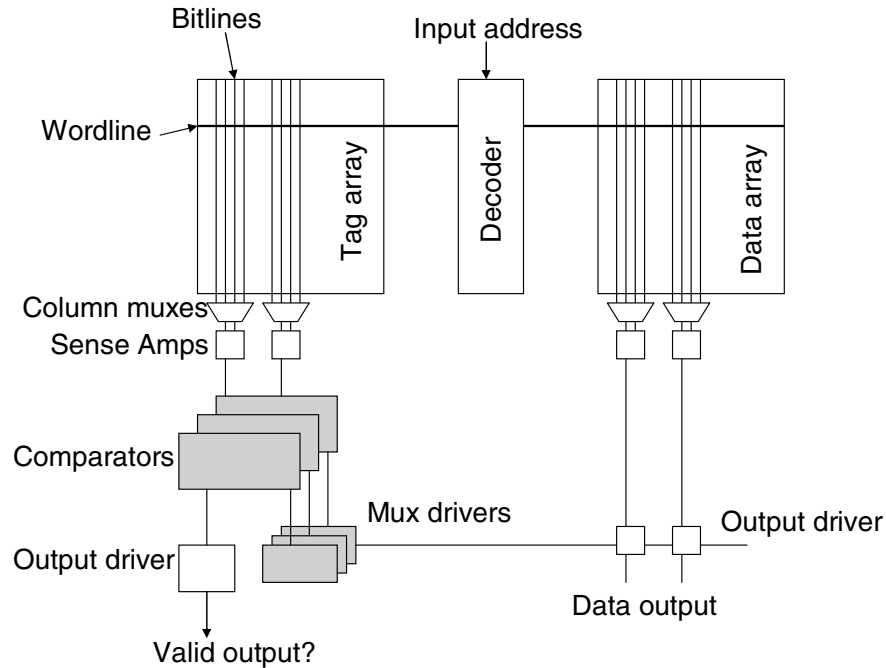 Bitlines
Input address
Wordline
Tag array
Decoder
Data array
Column muxes
Sense Amps
Comparators
Mux drivers
Output driver
Output driver
Data output
Valid output?